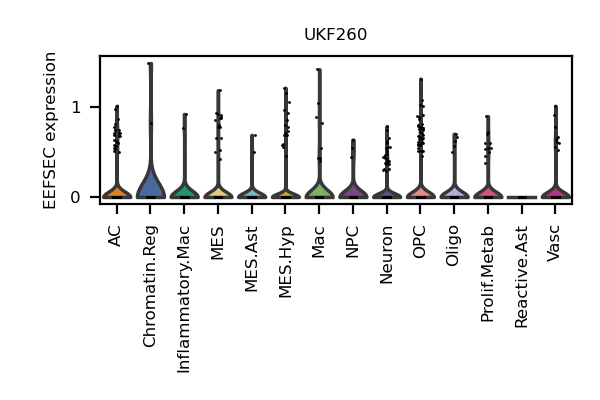 UKF260
EEFSEC expression
1
0
AC
Chromatin.Reg
Inflammatory.Mac
MES
MES.Ast
MES.Hyp
Mac
NPC
Neuron
OPC
Oligo
Prolif.Metab
Reactive.Ast
Vasc